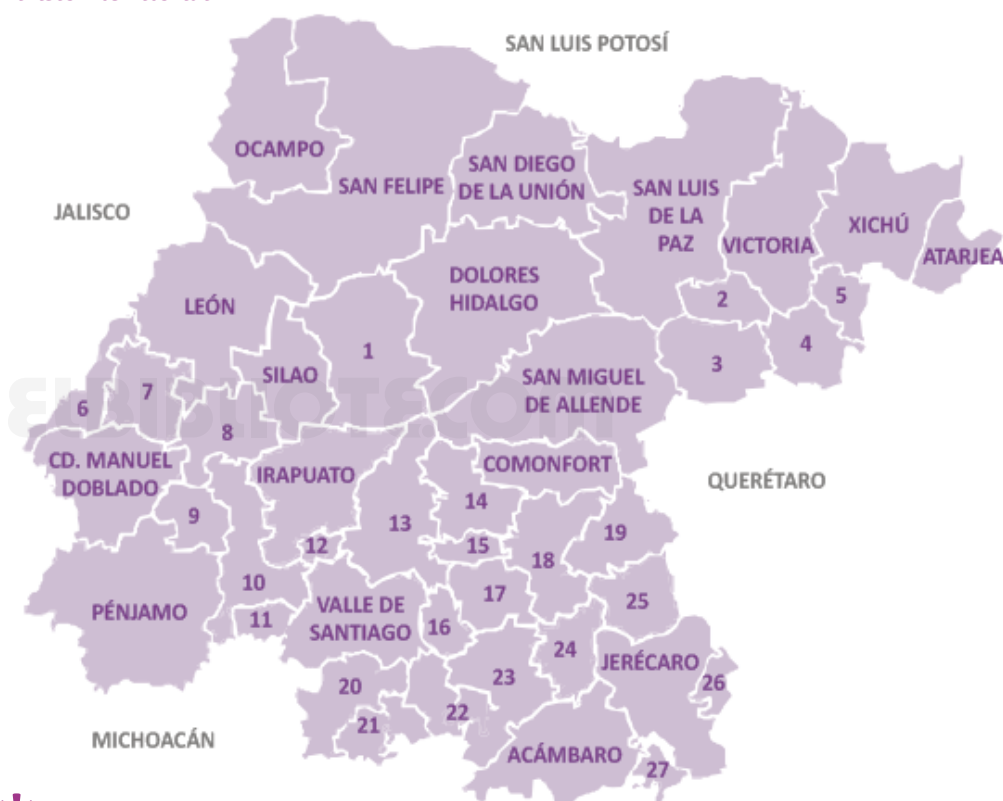 SAN LUIS POTOSÍ
OCAMPO
SAN FELIPE
SAN DIEGO
DE LA UNIÓN
SAN LUIS
DE LA
PAZ
VICTORIA
XICHÚ
ATARJEA
JALISCO
LEÓN
DOLORES
HIDALGO
2
5
1
3
4
SILAO
SAN MIGUEL
DE ALLENDE
6
7
8
ELBIBLIOTE.COM
CD. MANUEL
DOBLADO
IRAPUATO
COMONFORT
QUERÉTARO
9
13
14
12
15
18
19
10
11
PÉNJAMO
VALLE DE
SANTIAGO
16
17
25
24
JERÉCARO
26
20
21
22
23
MICHOACÁN
ACÁMBARO
27